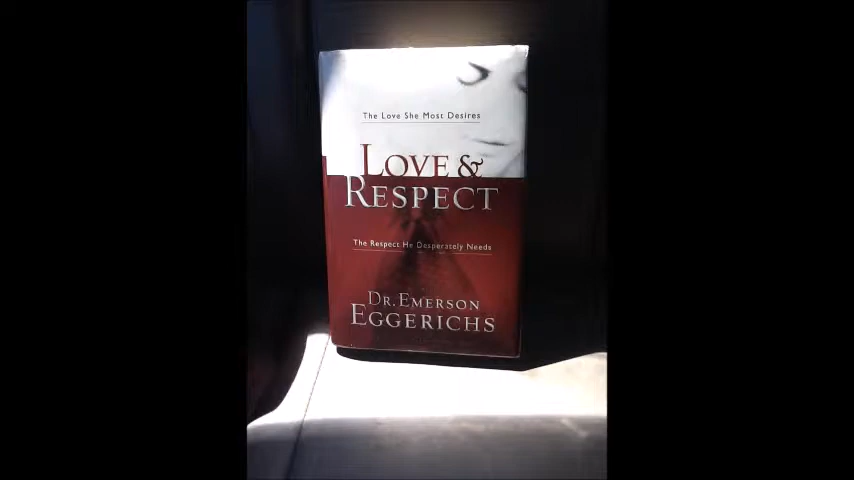 The Love She Most Desires
LOVE &
RESPECT
The Respect He Desperately Needs
DR. EMERSON
EGGERICHS